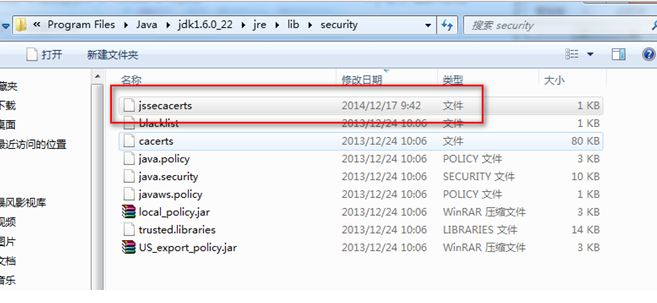 Program Files ▸ Java ▸ jdk1.6.0_22 ▸ jre ▸ lib ▸ security
搜索 security
打开 新建文件夹
名称 修改日期 类型 大小
jssecacerts 2014/12/17 9:42 文件 1 KB
blacklist 2013/12/24 10:06 文件 1 KB
cacerts 2013/12/24 10:06 文件 80 KB
java.policy 2013/12/24 10:06 POLICY 文件 3 KB
java.security 2013/12/24 10:06 SECURITY 文件 10 KB
javaws.policy 2013/12/24 10:06 POLICY 文件 1 KB
local_policy.jar 2013/12/24 10:06 WinRAR 压缩文件 3 KB
trusted.libraries 2013/12/24 10:06 LIBRARIES 文件 14 KB
US_export_policy.jar 2013/12/24 10:06 WinRAR 压缩文件 3 KB
藏夹
下载
桌面
最近访问的位置
暴风影视库
视频
图片
文档
音乐